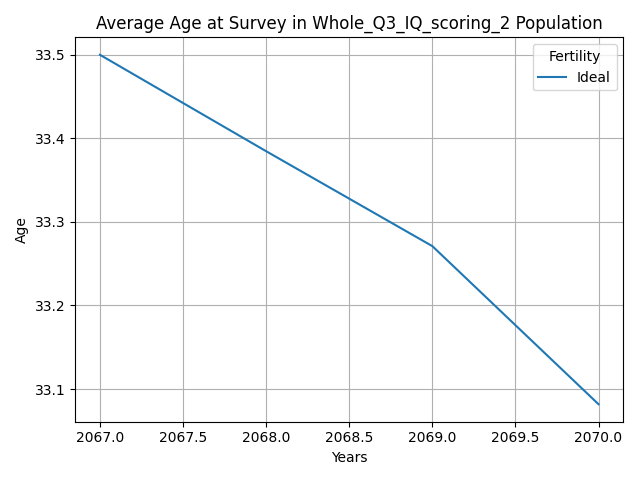 Average Age at Survey in Whole_Q3_IQ_scoring_2 Population
Fertility
Ideal
33.5
33.4
33.3
33.2
33.1
Age
2067.0 2067.5 2068.0 2068.5 2069.0 2069.5 2070.0
Years